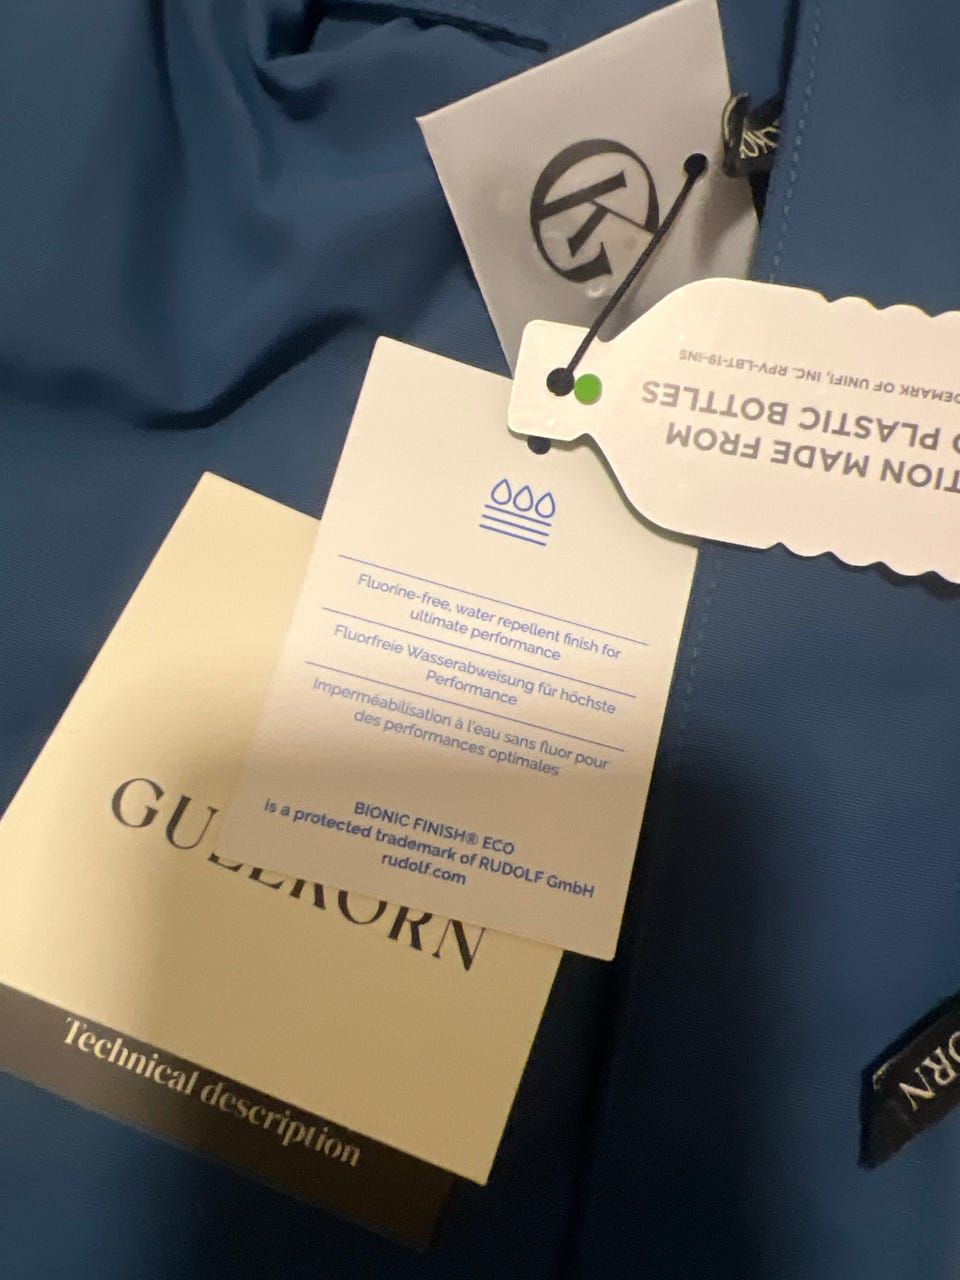 TION MADE FROM
D PLASTIC BOTTLES
DEMARK OF UNIFI, INC. RPV-LBT-19-INS
Fluorine-free, water repellent finish for
ultimate performance
Fluorfreie Wasserabweisung für höchste
Performance
Imperméabilisation à l'eau sans fluor pour
des performances optimales
BIONIC FINISH® ECO
is a protected trademark of RUDOLF GmbH
rudolf.com
GULLKORN
Technical description
ORN